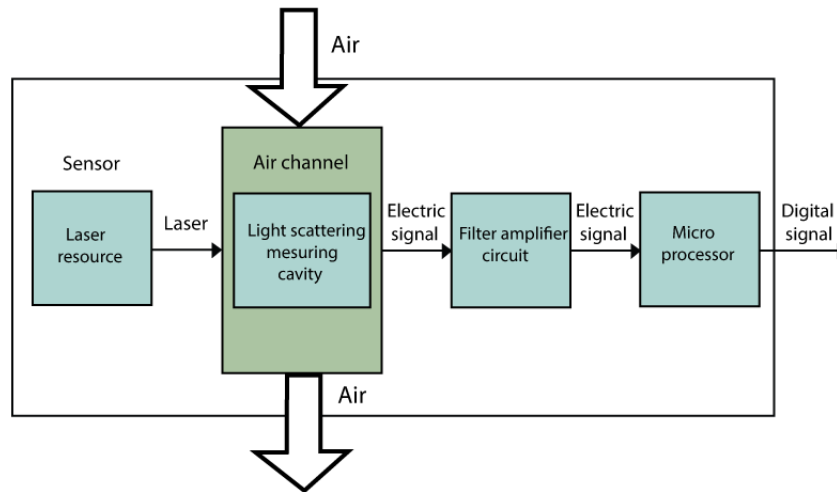 Air
Sensor
Air channel
Laser
resource
Laser
Light scattering
mesuring
cavity
Electric
signal
Filter amplifier
circuit
Electric
signal
Micro
processor
Digital
signal
Air